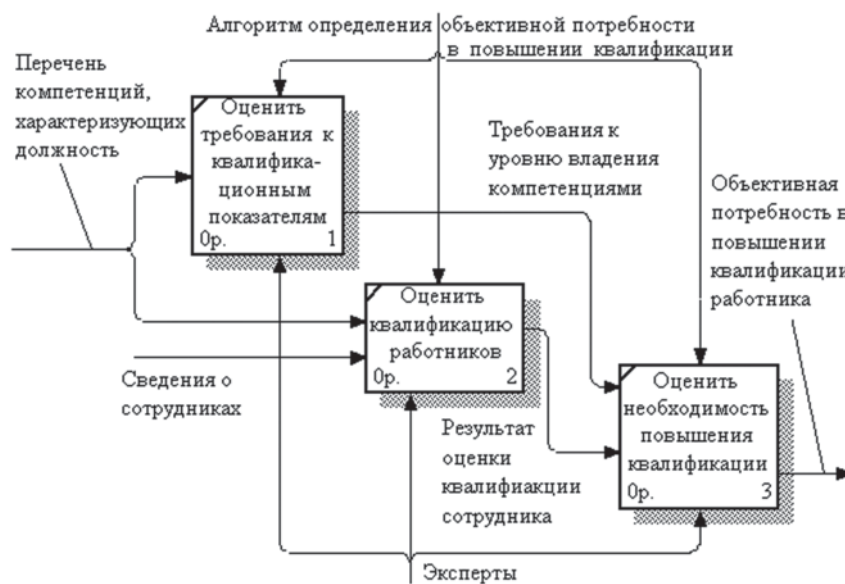 Алгоритм определения объективной потребности
в повышении квалификации
Перечень
компетенций,
характеризующих
должность
Оценить
требования к
квалифика-
ционным
показателям
0р. 1
Требования к
уровню владения
компетенциями
Объективная
потребность в
повышении
квалификации
работника
Оценить
квалификацию
работников
0р. 2
Сведения о
сотрудниках
Оценить
необходимость
повышения
квалификации
0р. 3
Результат
оценки
квалифиакции
сотрудника
Эксперты